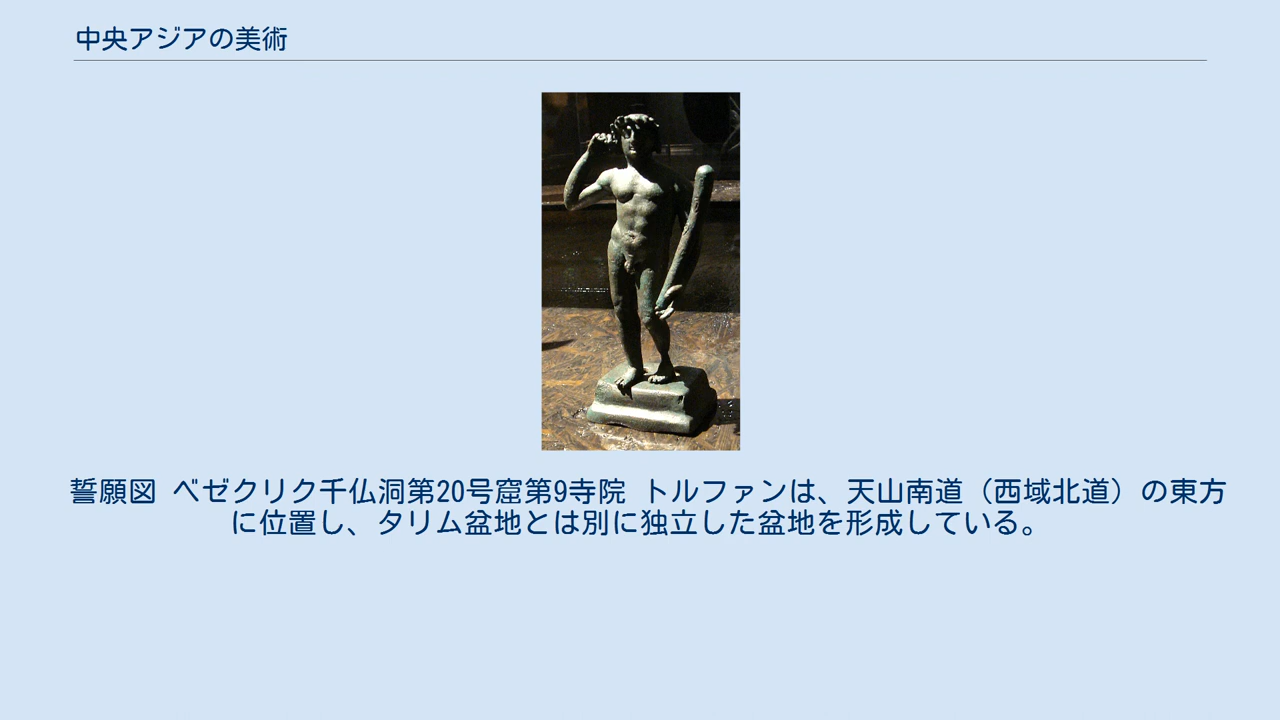 中央アジアの美術
誓願図 ベゼクリク千仏洞第20号窟第9寺院 トルファンは、天山南道（西域北道）の東方
に位置し、タリム盆地とは別に独立した盆地を形成している。